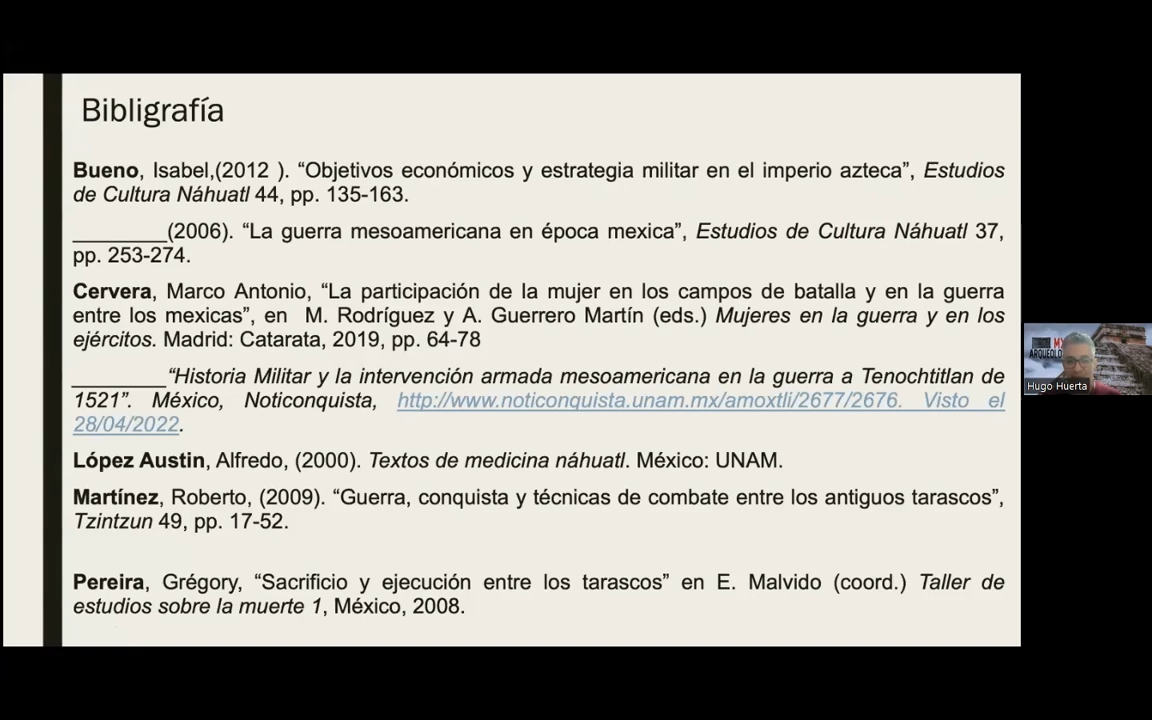 Bibligrafía
Bueno, Isabel,(2012 ). “Objetivos económicos y estrategia militar en el imperio azteca”, Estudios
de Cultura Náhuatl 44, pp. 135-163.
________(2006). “La guerra mesoamericana en época mexica”, Estudios de Cultura Náhuatl 37,
pp. 253-274.
Cervera, Marco Antonio, “La participación de la mujer en los campos de batalla y en la guerra
entre los mexicas”, en M. Rodríguez y A. Guerrero Martín (eds.) Mujeres en la guerra y en los
ejércitos. Madrid: Catarata, 2019, pp. 64-78
________“Historia Militar y la intervención armada mesoamericana en la guerra a Tenochtitlan de
1521”. México, Noticonquista, http://www.noticonquista.unam.mx/amoxtli/2677/2676. Visto el
28/04/2022.
López Austin, Alfredo, (2000). Textos de medicina náhuatl. México: UNAM.
Martínez, Roberto, (2009). “Guerra, conquista y técnicas de combate entre los antiguos tarascos”,
Tzintzun 49, pp. 17-52.
Pereira, Grégory, “Sacrificio y ejecución entre los tarascos” en E. Malvido (coord.) Taller de
estudios sobre la muerte 1, México, 2008.
Hugo Huerta